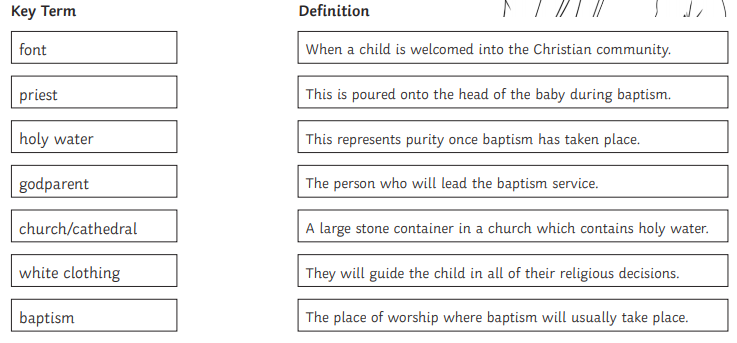 Key Term Definition
font When a child is welcomed into the Christian community.
priest This is poured onto the head of the baby during baptism.
holy water This represents purity once baptism has taken place.
godparent The person who will lead the baptism service.
church/cathedral A large stone container in a church which contains holy water.
white clothing They will guide the child in all of their religious decisions.
baptism The place of worship where baptism will usually take place.